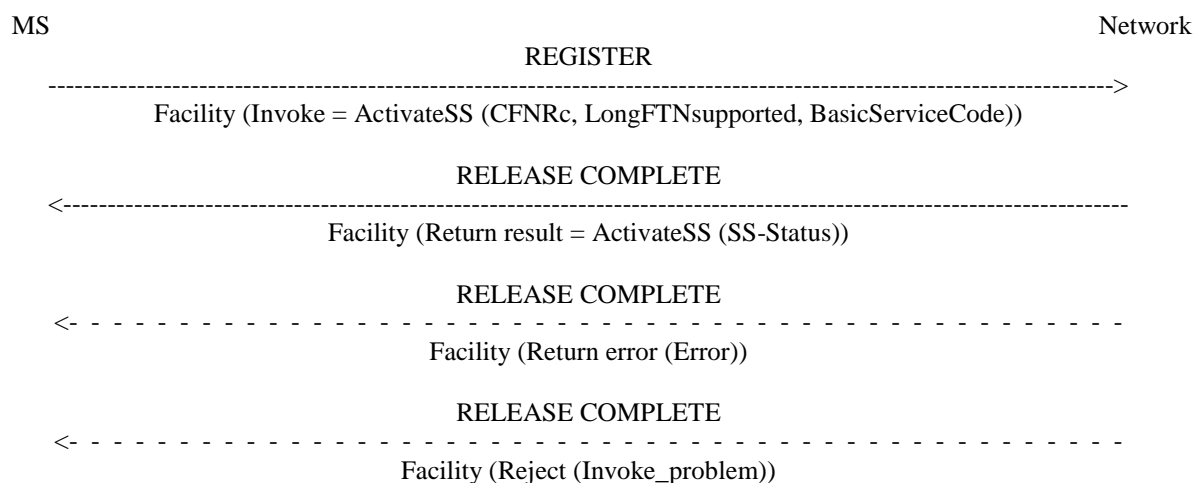 MS Network
REGISTER
Facility (Invoke = ActivateSS (CFNRc, LongFTNsupported, BasicServiceCode))
RELEASE COMPLETE
Facility (Return result = ActivateSS (SS-Status))
RELEASE COMPLETE
Facility (Return error (Error))
RELEASE COMPLETE
Facility (Reject (Invoke_problem))